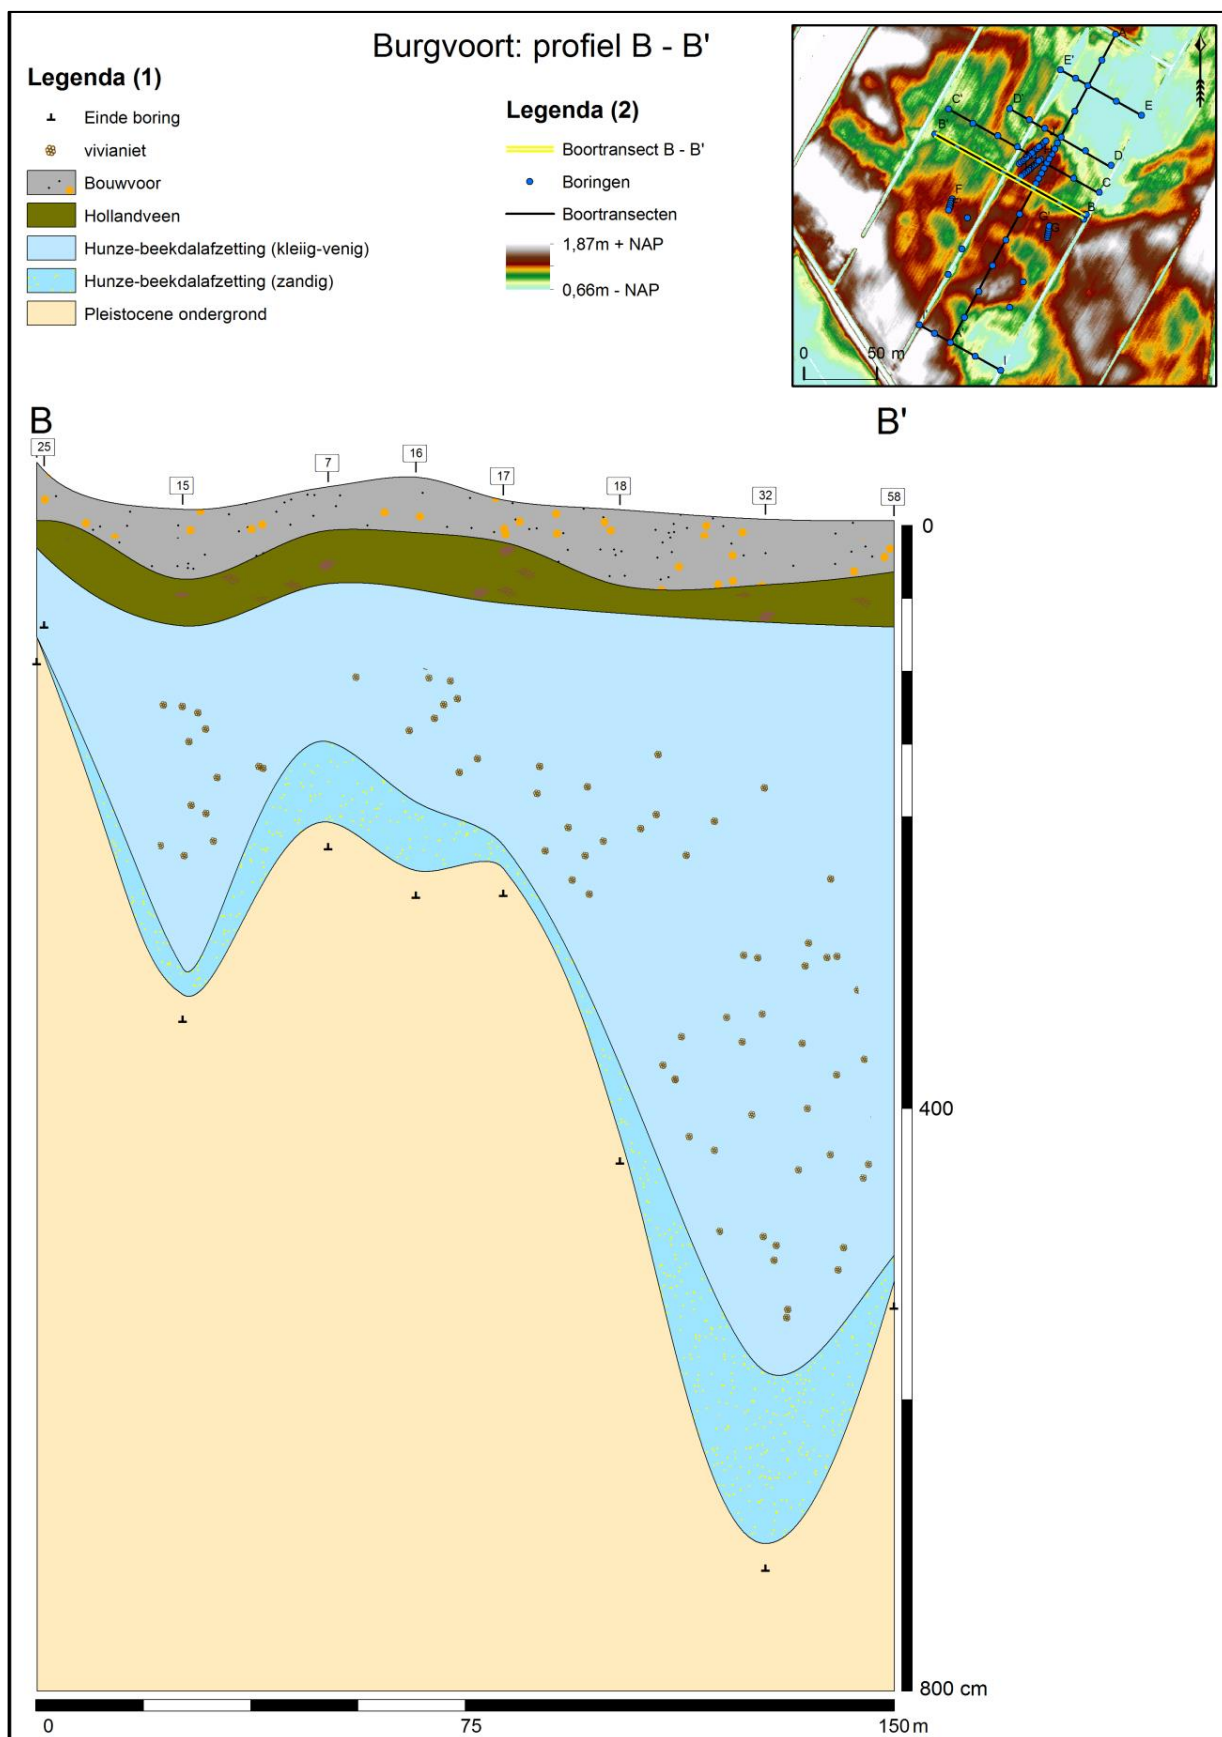 Burgvoort: profiel B - B'
Legenda (1)
Einde boring
vivianiet
Bouwvoor
Hollandveen
Hunze-beekdalafzetting (kleiig-venig)
Hunze-beekdalafzetting (zandig)
Pleistocene ondergrond
Legenda (2)
Boortransect B - B'
Boringen
Boortransecten
1,87m + NAP
0,66m - NAP
A
E'
E
C'
D
B'
D'
C
B
F
F'
C'
G
A'
I
0 50 m
B B'
25
15
7
16
17
18
32
58
0
400
800 cm
0 75 150 m